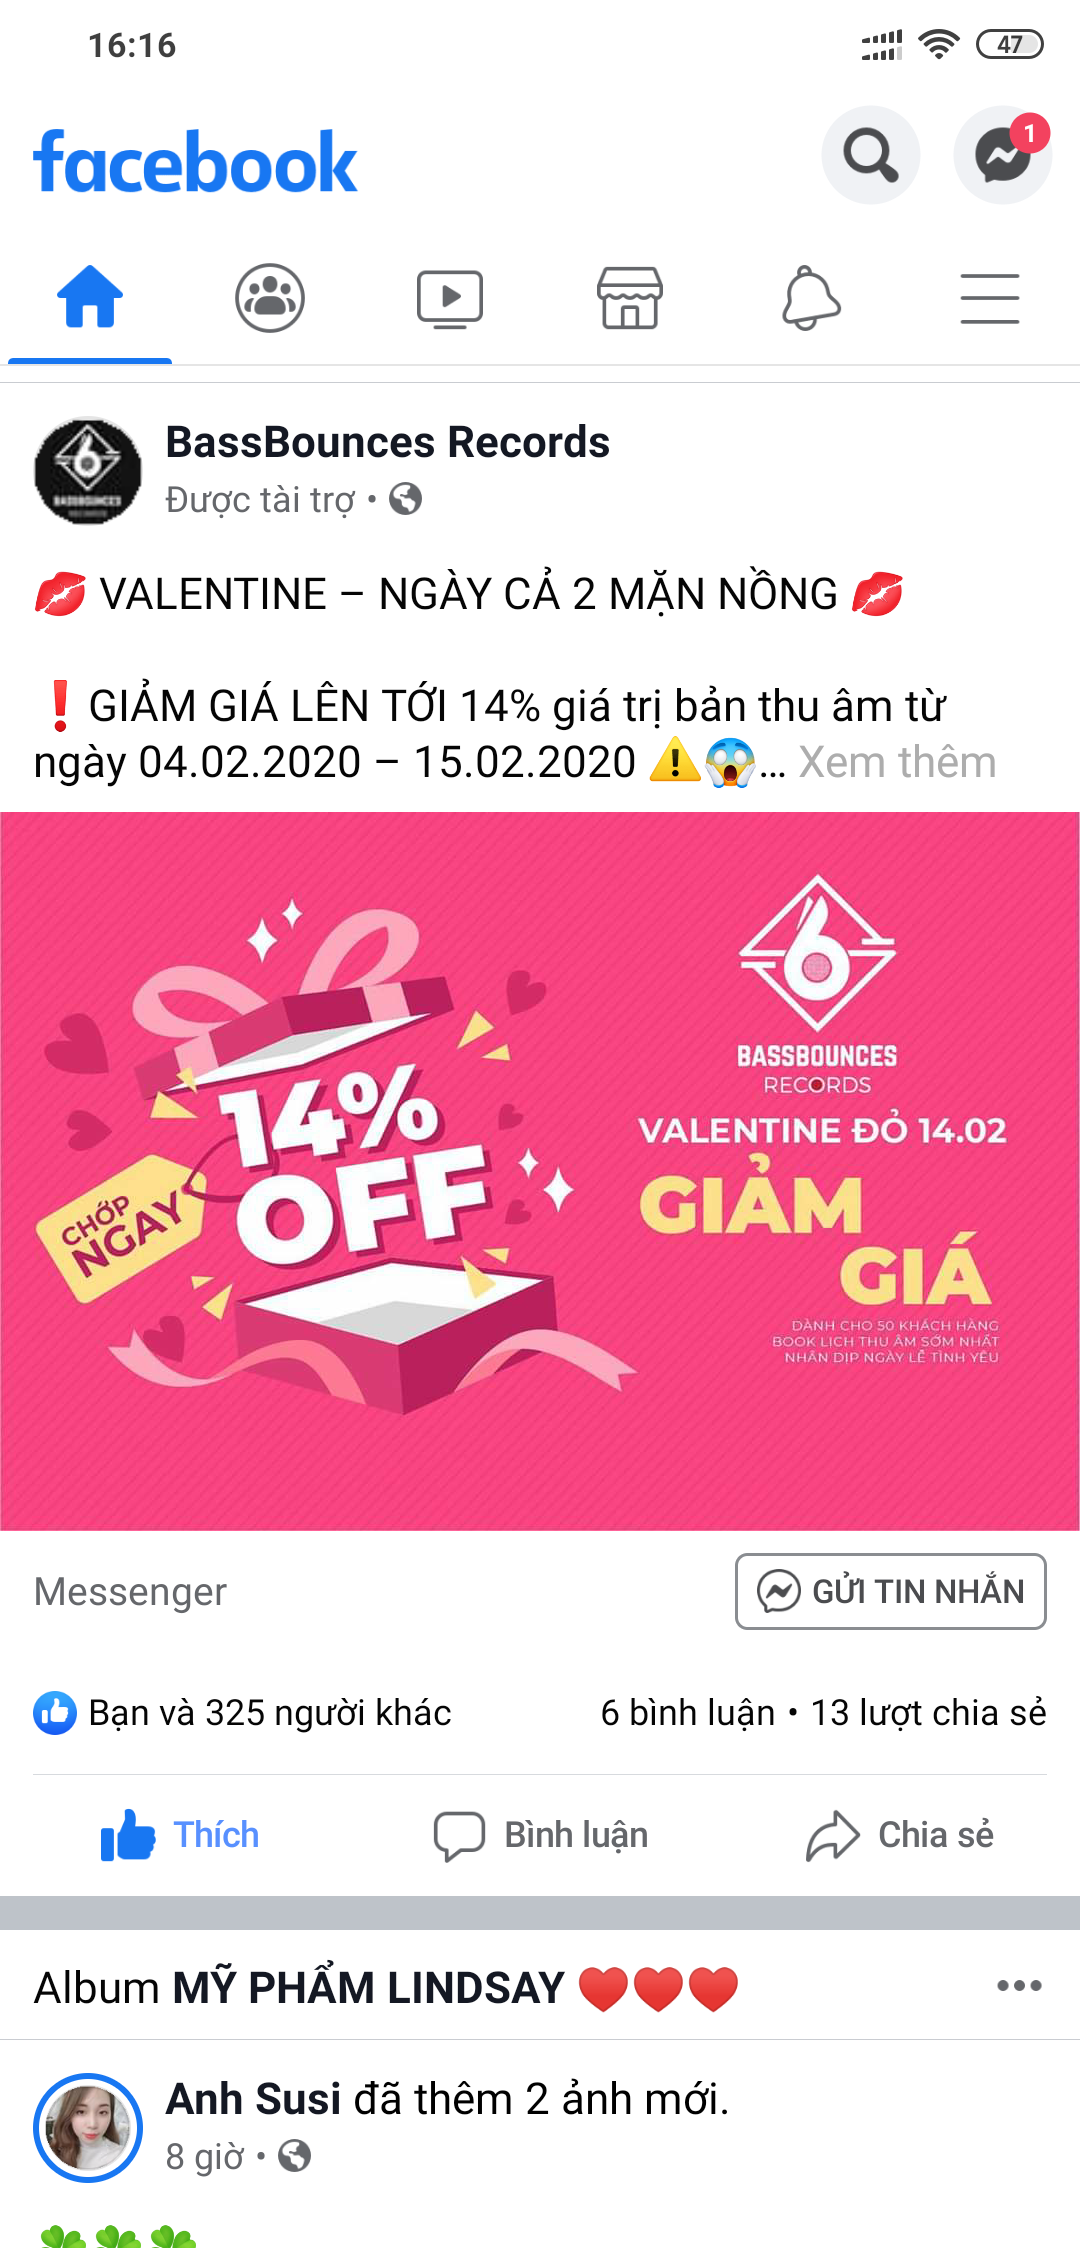 16:16
47
facebook
1
BassBounces Records
Được tài trợ •
💋 VALENTINE – NGÀY CẢ 2 MẶN NỒNG 💋
❗GIẢM GIÁ LÊN TỚI 14% giá trị bản thu âm từ
ngày 04.02.2020 – 15.02.2020 ⚠️😱... Xem thêm
14%
OFF
CHỚP
NGAY
6
BASSBOUNCES
RECORDS
VALENTINE ĐỎ 14.02
GIẢM
GIÁ
DÀNH CHO 50 KHÁCH HÀNG
BOOK LỊCH THU ÂM SỚM NHẤT
NHÂN DỊP NGÀY LỄ TÌNH YÊU
Messenger
GỬI TIN NHẮN
Bạn và 325 người khác
6 bình luận • 13 lượt chia sẻ
Thích
Bình luận
Chia sẻ
Album MỸ PHẨM LINDSAY ❤️❤️❤️
Anh Susi đã thêm 2 ảnh mới.
8 giờ •
☘️☘️☘️